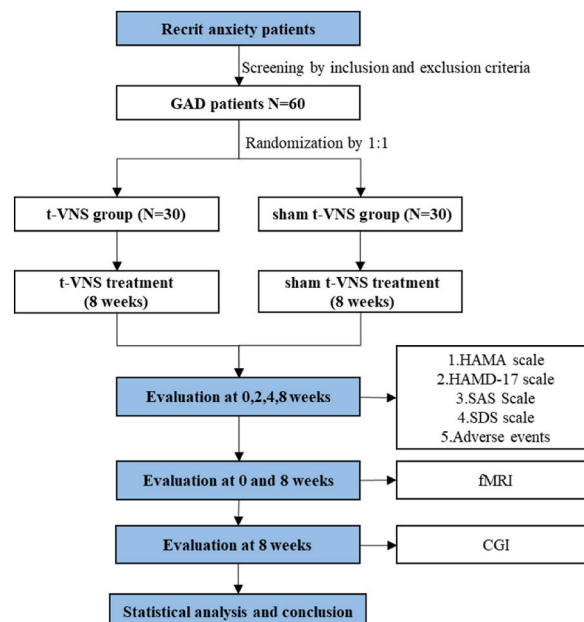 Recrit anxiety patients
Screening by inclusion and exclusion criteria
GAD patients N=60
Randomization by 1:1
t-VNS group (N=30)
sham t-VNS group (N=30)
t-VNS treatment
(8 weeks)
sham t-VNS treatment
(8 weeks)
Evaluation at 0,2,4,8 weeks
1.HAMA scale
2.HAMD-17 scale
3.SAS Scale
4.SDS scale
5.Adverse events
Evaluation at 0 and 8 weeks
fMRI
Evaluation at 8 weeks
CGI
Statistical analysis and conclusion